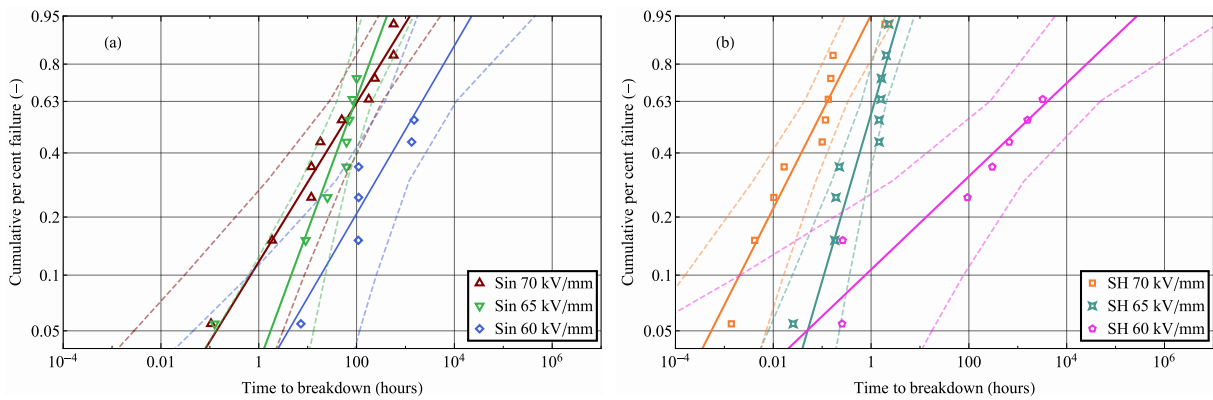 0.95
0.8
0.63
0.4
0.2
0.1
0.05
Cumulative per cent failure (–)
(a)
Sin 70 kV/mm
Sin 65 kV/mm
Sin 60 kV/mm
10⁻⁴ 0.01 1 100 10⁴ 10⁶
Time to breakdown (hours)
0.95
0.8
0.63
0.4
0.2
0.1
0.05
Cumulative per cent failure (–)
(b)
SH 70 kV/mm
SH 65 kV/mm
SH 60 kV/mm
10⁻⁴ 0.01 1 100 10⁴ 10⁶
Time to breakdown (hours)